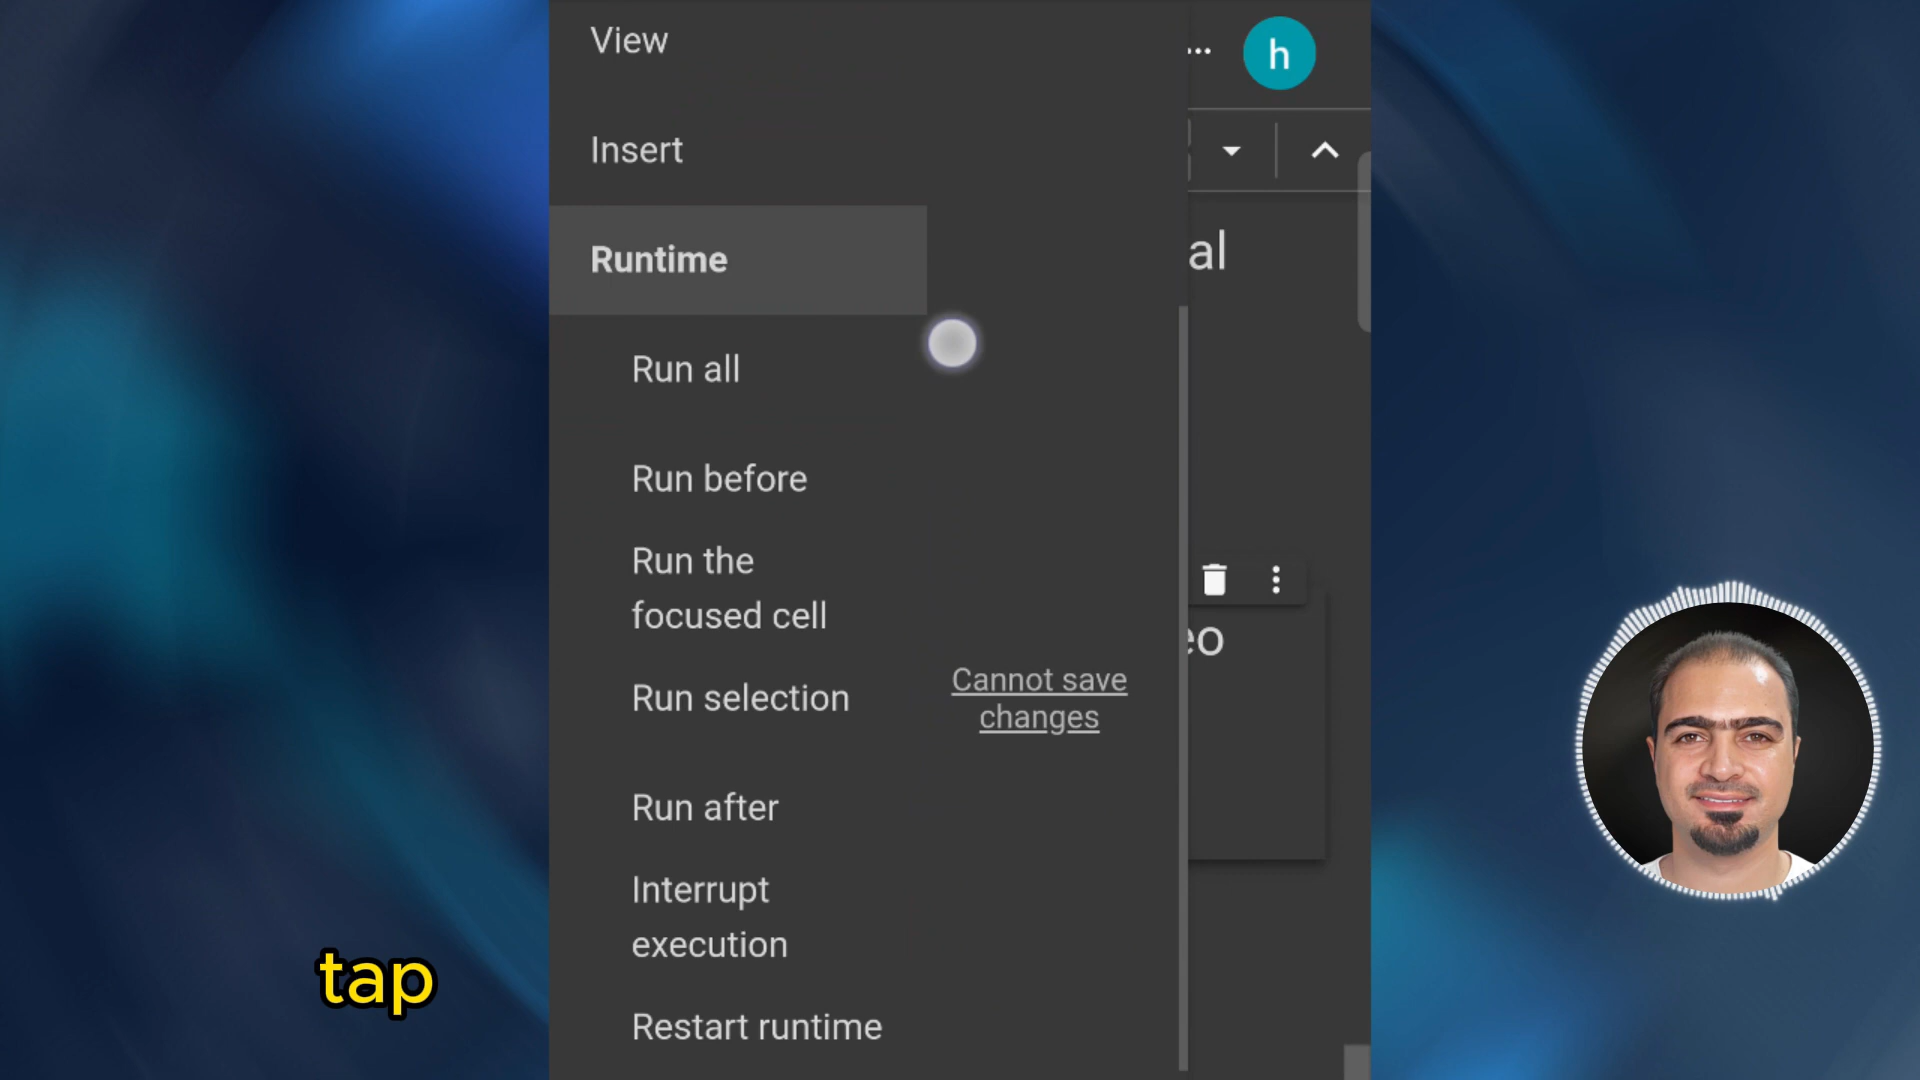 View
h
Insert
Runtime
al
Run all
Run before
Run the
focused cell
eo
Cannot save
changes
Run selection
Run after
Interrupt
execution
tap
Restart runtime